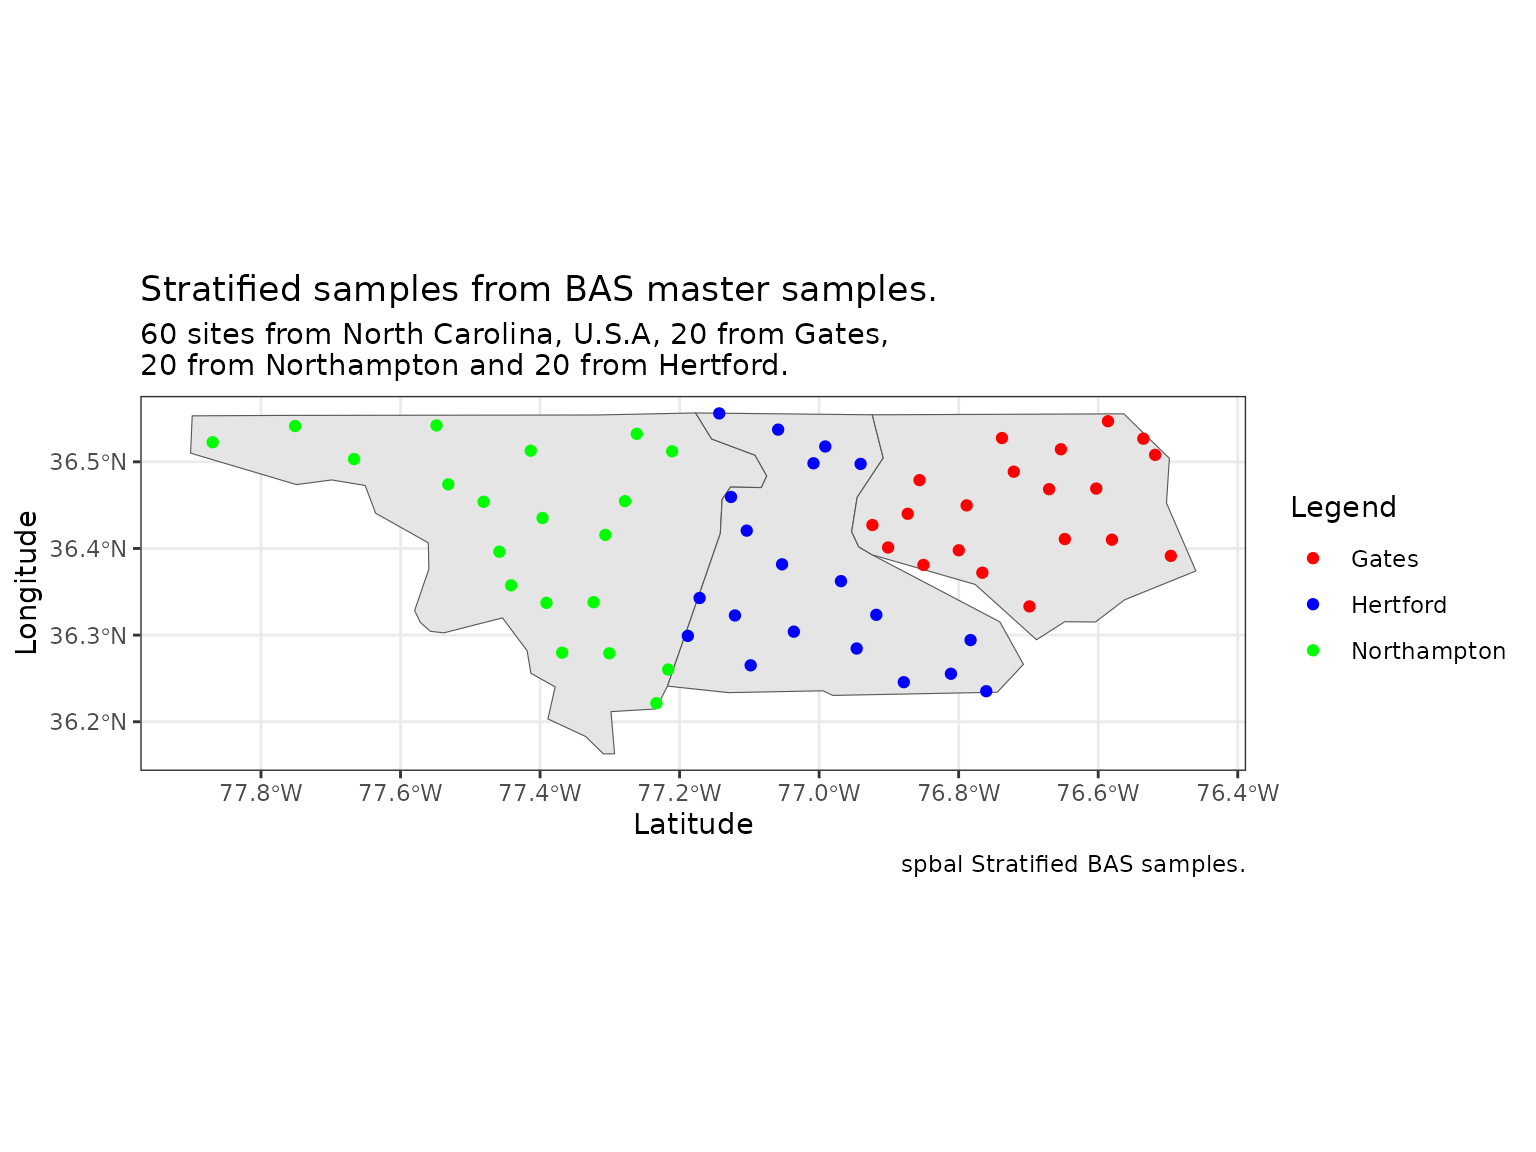 Stratified samples from BAS master samples.
60 sites from North Carolina, U.S.A, 20 from Gates,
20 from Northampton and 20 from Hertford.
36.5°N
36.4°N
36.3°N
36.2°N
Longitude
77.8°W 77.6°W 77.4°W 77.2°W 77.0°W 76.8°W 76.6°W 76.4°W
Latitude
Legend
Gates
Hertford
Northampton
spbal Stratified BAS samples.